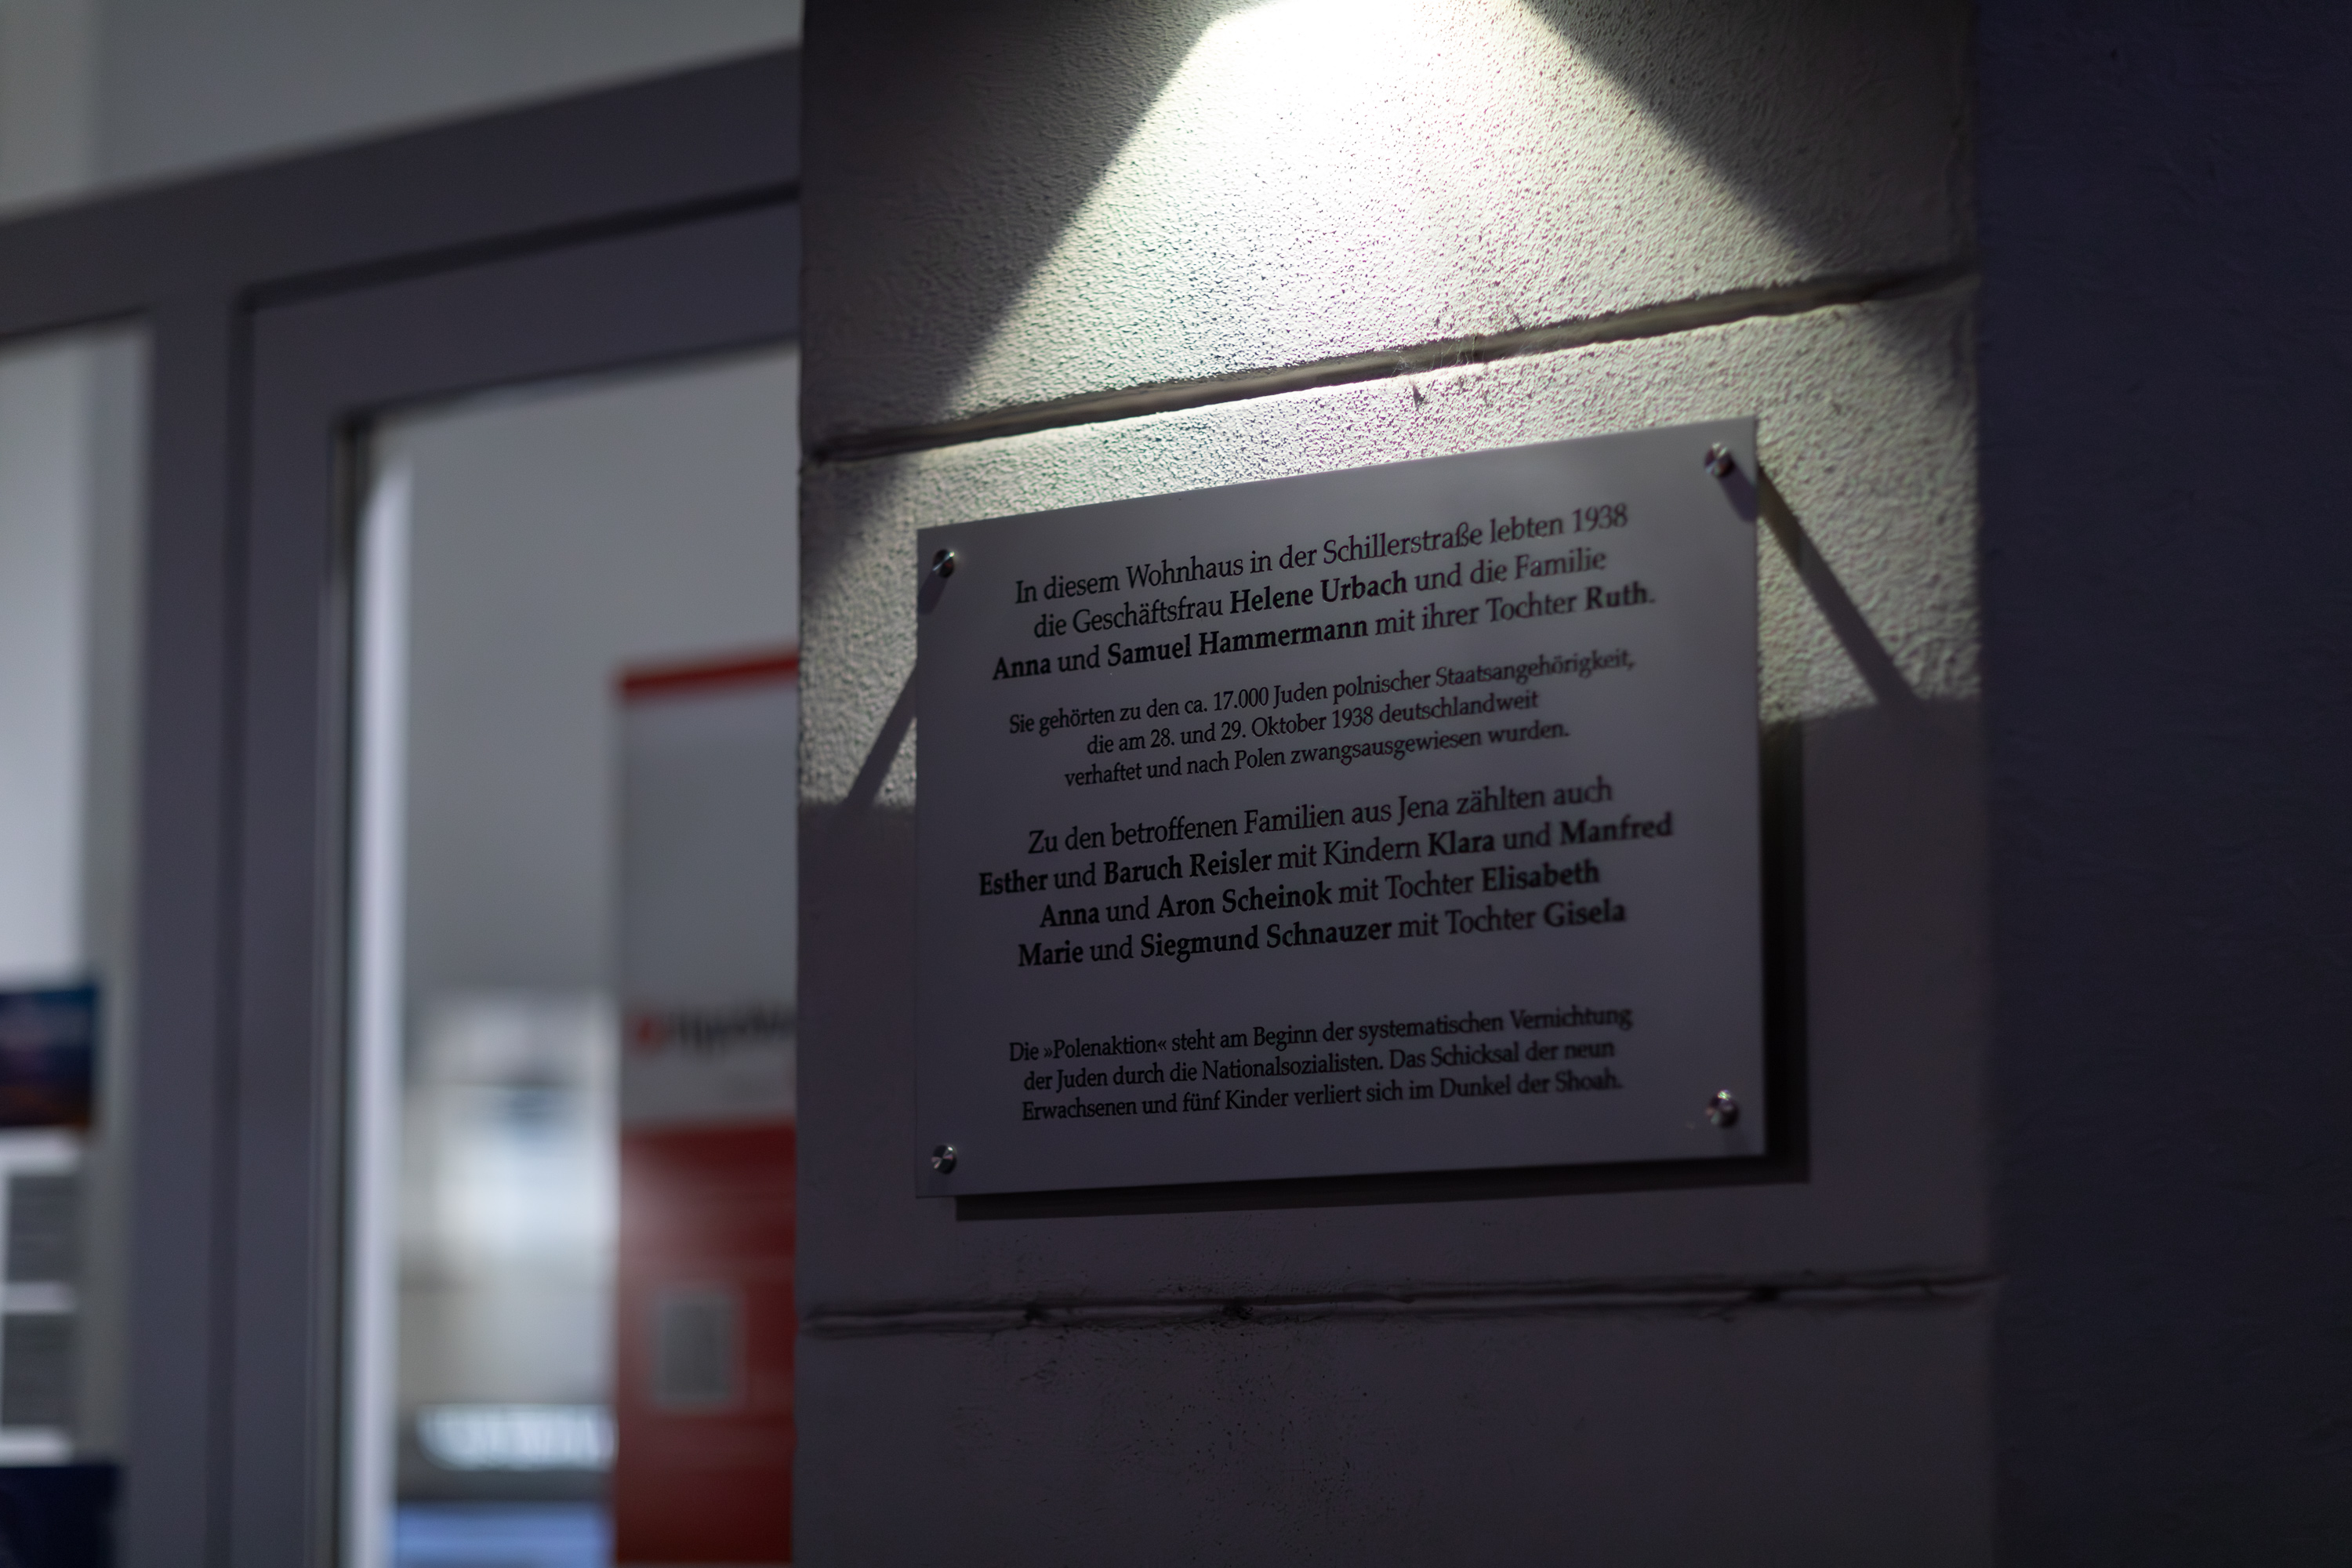 In diesem Wohnhaus in der Schillerstraße lebten 1938
die Geschäftsfrau Helene Urbach und die Familie
Anna und Samuel Hammermann mit ihrer Tochter Ruth.
Sie gehörten zu den ca. 17.000 Juden polnischer Staatsangehörigkeit,
die am 28. und 29. Oktober 1938 deutschlandweit
verhaftet und nach Polen zwangsausgewiesen wurden.
Zu den betroffenen Familien aus Jena zählten auch
Esther und Baruch Reisler mit Kindern Klara und Manfred
Anna und Aron Scheinok mit Tochter Elisabeth
Marie und Siegmund Schnauzer mit Tochter Gisela
Die »Polenaktion« steht am Beginn der systematischen Vernichtung
der Juden durch die Nationalsozialisten. Das Schicksal der neun
Erwachsenen und fünf Kinder verliert sich im Dunkel der Shoah.